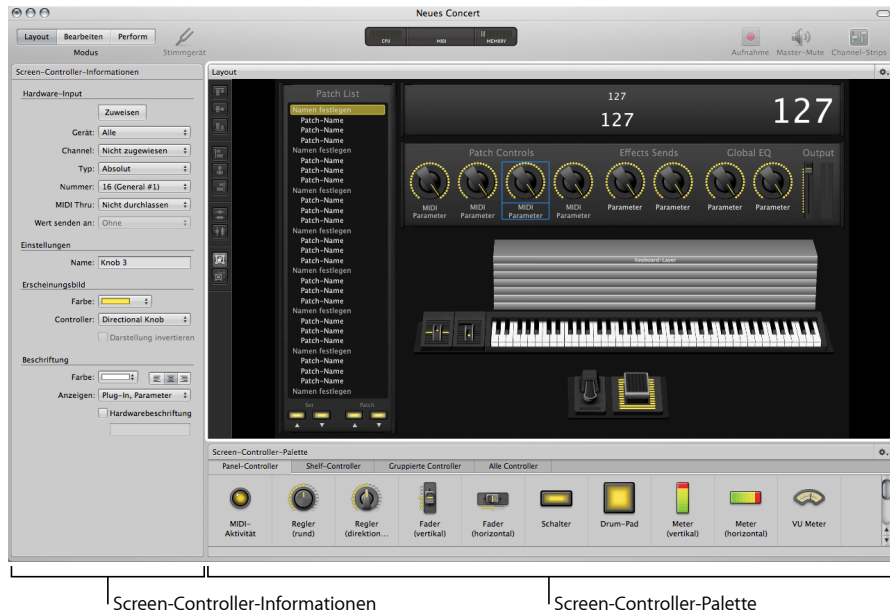 Neues Concert
Layout Bearbeiten Perform
Modus
Stimmgerät
CPU MIDI MEMORY
Aufnahme Master-Mute Channel-Strips
Screen-Controller-Informationen
Hardware-Input
Zuweisen
Gerät: Alle
Channel: Nicht zugewiesen
Typ: Absolut
Nummer: 16 (General #1)
MIDI Thru: Nicht durchlassen
Wert senden an: Ohne
Einstellungen
Name: Knob 3
Erscheinungsbild
Farbe:
Controller: Directional Knob
Darstellung invertieren
Beschriftung
Farbe:
Anzeigen: Plug-In, Parameter
Hardwarebeschriftung
Layout
Patch List
Namen festlegen
Patch-Name
Patch-Name
Patch-Name
Namen festlegen
Patch-Name
Patch-Name
Patch-Name
Namen festlegen
Patch-Name
Patch-Name
Patch-Name
Namen festlegen
Patch-Name
Patch-Name
Patch-Name
Namen festlegen
Patch-Name
Patch-Name
Patch-Name
Namen festlegen
Patch-Name
Patch-Name
Patch-Name
Namen festlegen
Patch-Name
Patch-Name
Patch-Name
Namen festlegen
Set Patch
127
127
127
Patch Controls Effects Sends Global EQ Output
MIDI Parameter
MIDI Parameter
MIDI Parameter
MIDI Parameter
Parameter Parameter Parameter Parameter
Keyboard-Layer
Screen-Controller-Palette
Panel-Controller Shelf-Controller Gruppierte Controller Alle Controller
MIDI-Aktivität
Regler (rund)
Regler (direktion...
Fader (vertikal)
Fader (horizontal)
Schalter
Drum-Pad
Meter (vertikal)
Meter (horizontal)
VU Meter
Screen-Controller-Informationen
Screen-Controller-Palette